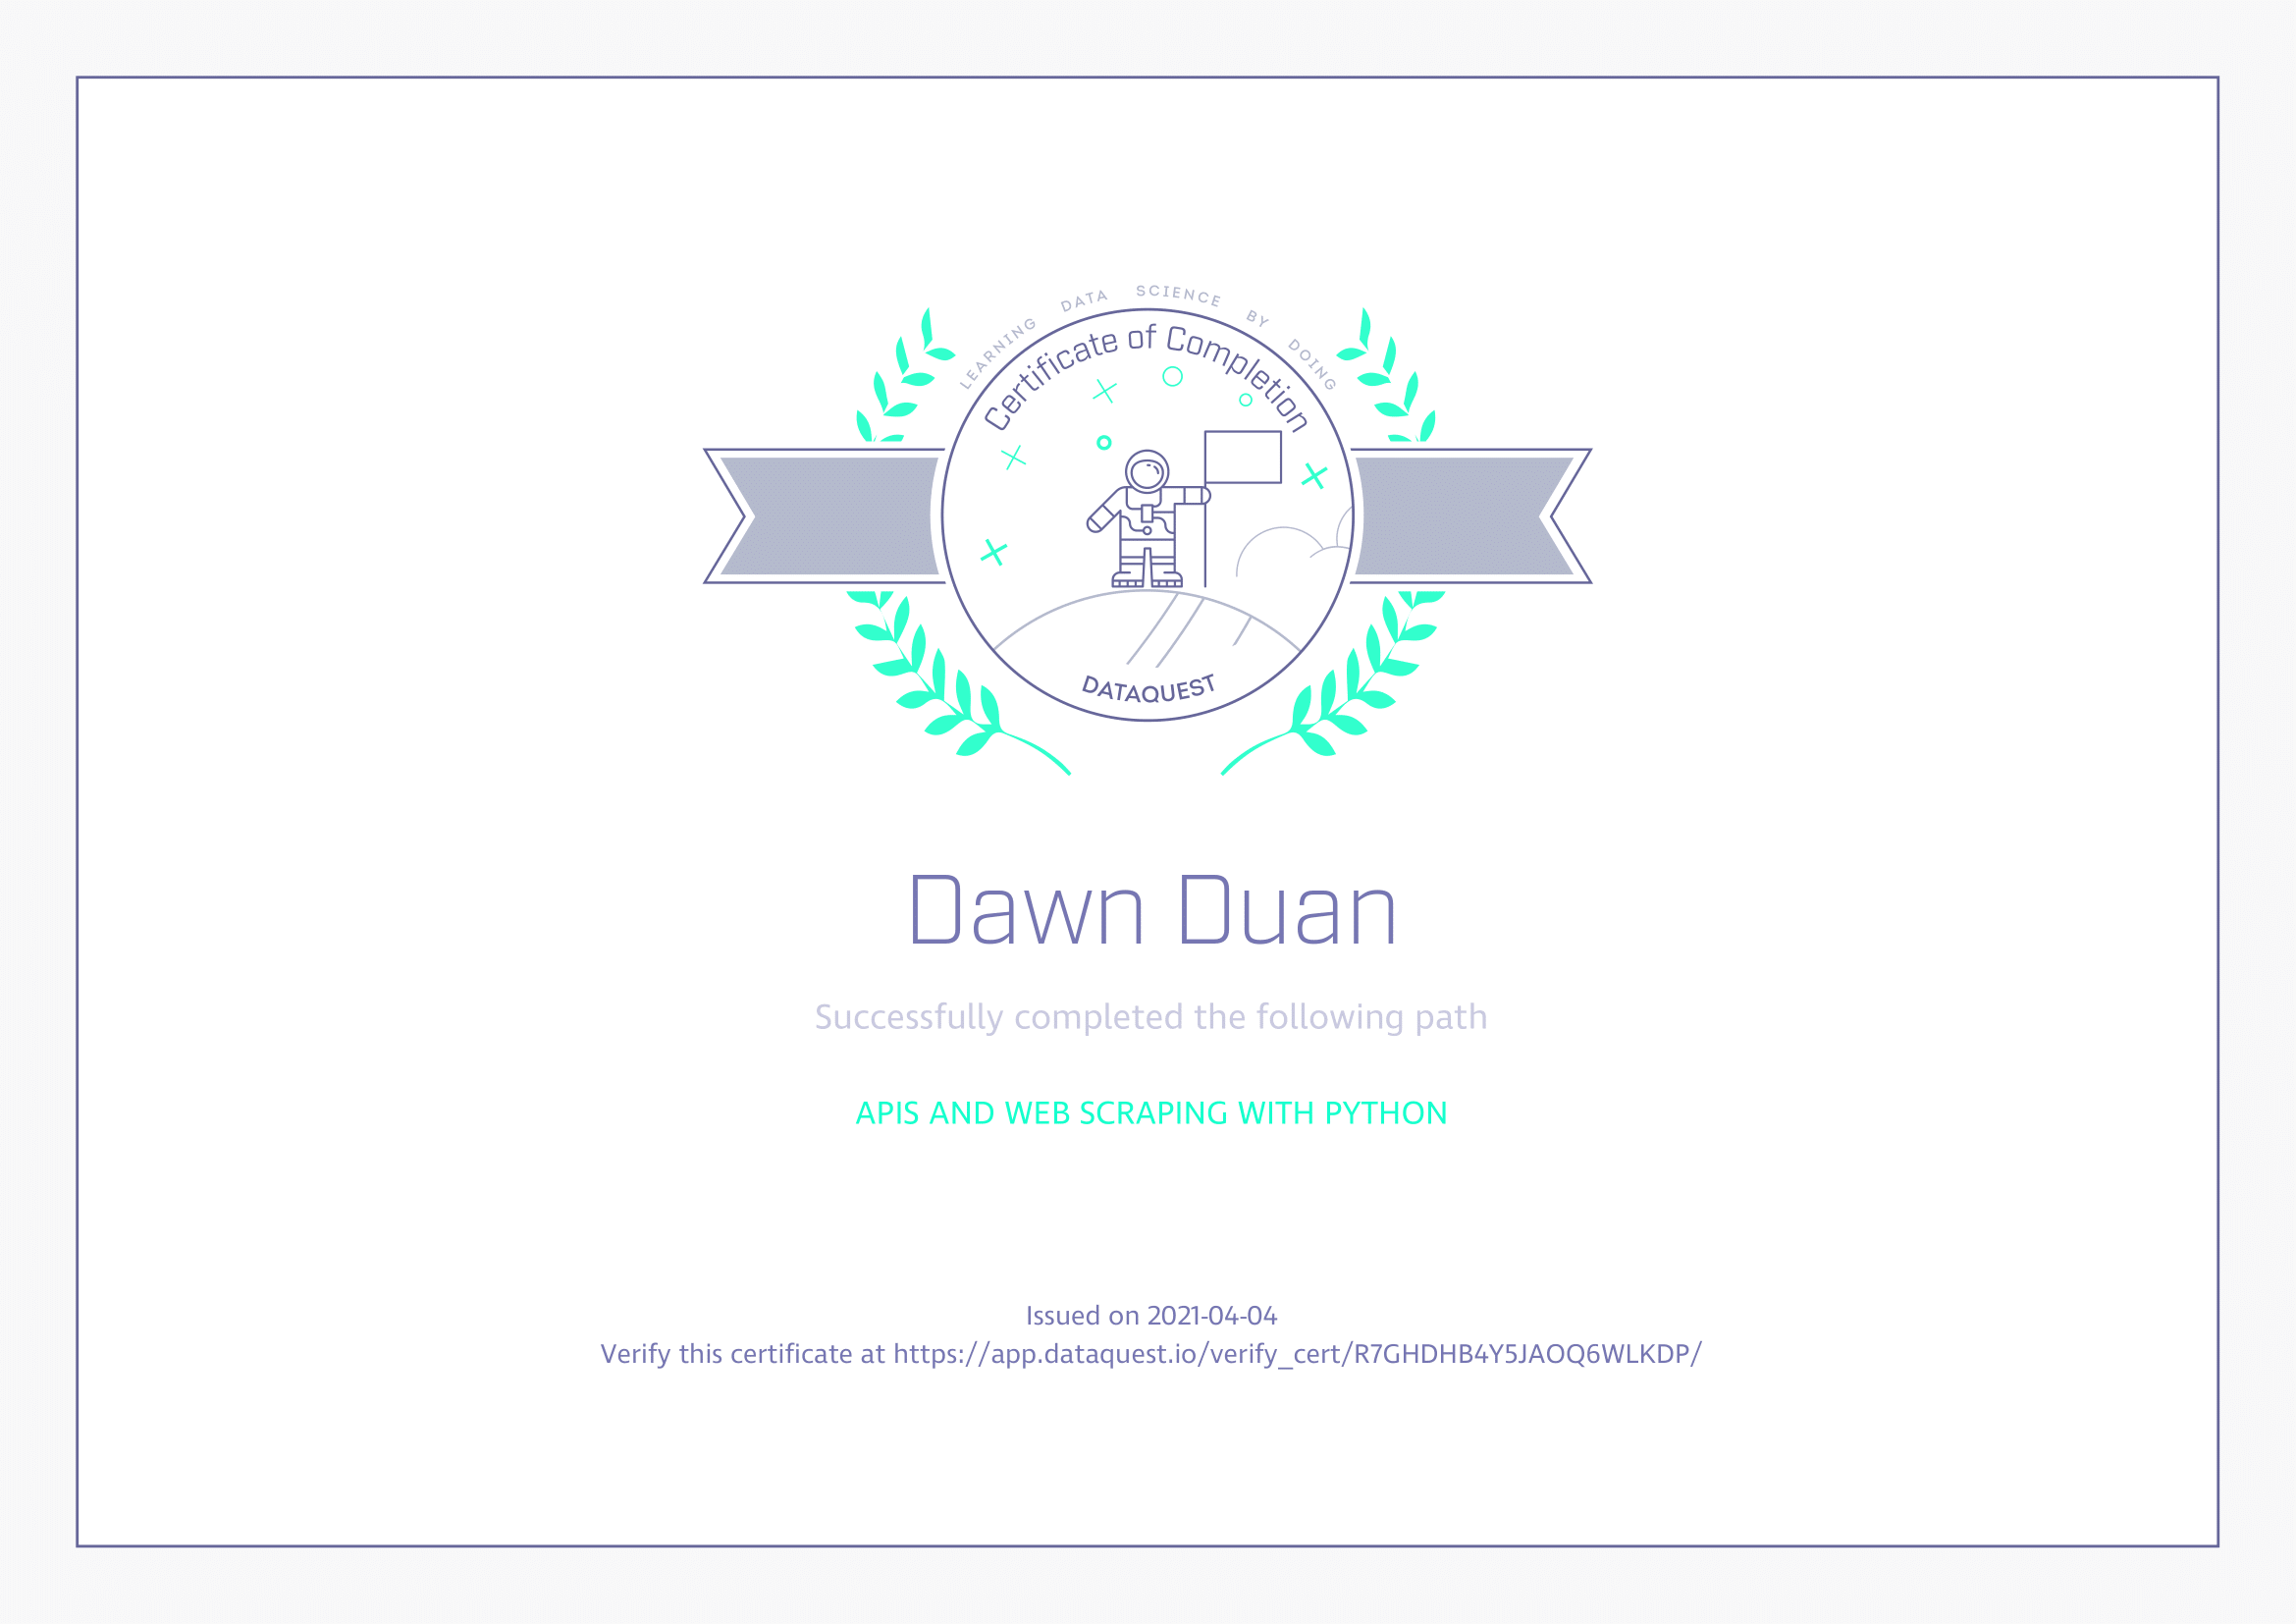 LEARNING DATA SCIENCE BY DOING
Certificate of Completion
DATAQUEST
Dawn Duan
Successfully completed the following path
APIS AND WEB SCRAPING WITH PYTHON
Issued on 2021-04-04
Verify this certificate at https://app.dataquest.io/verify_cert/R7GHDHB4Y5JAOQ6WLKDP/